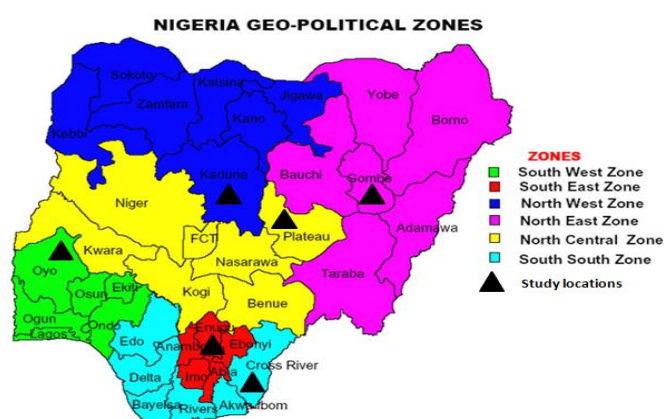 NIGERIA GEO-POLITICAL ZONES
Sokoto
Katsina
Zamfara
Jigawa
Kano
Kebbi
Yobe
Borno
Kaduna
Bauchi
Gombe
Niger
Adamawa
FCT
Plateau
Kwara
Nasarawa
Taraba
Oyo
Osun
Ekiti
Kogi
Benue
Ogun
Lagos
Ondo
Edo
Enugu
Ebonyi
Imo
Abia
Cross River
Delta
Bayelsa
Rivers
ZONES
South West Zone
South East Zone
North West Zone
North East Zone
North Central Zone
South South Zone
Study locations